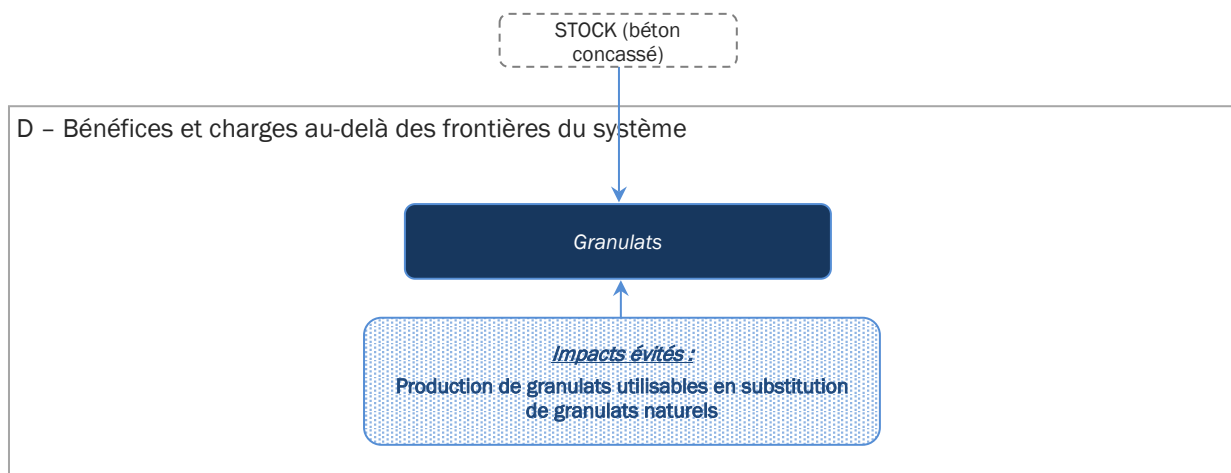 STOCK (béton
concassé)
D – Bénéfices et charges au-delà des frontières du système
Granulats
Impacts évités :
Production de granulats utilisables en substitution
de granulats naturels